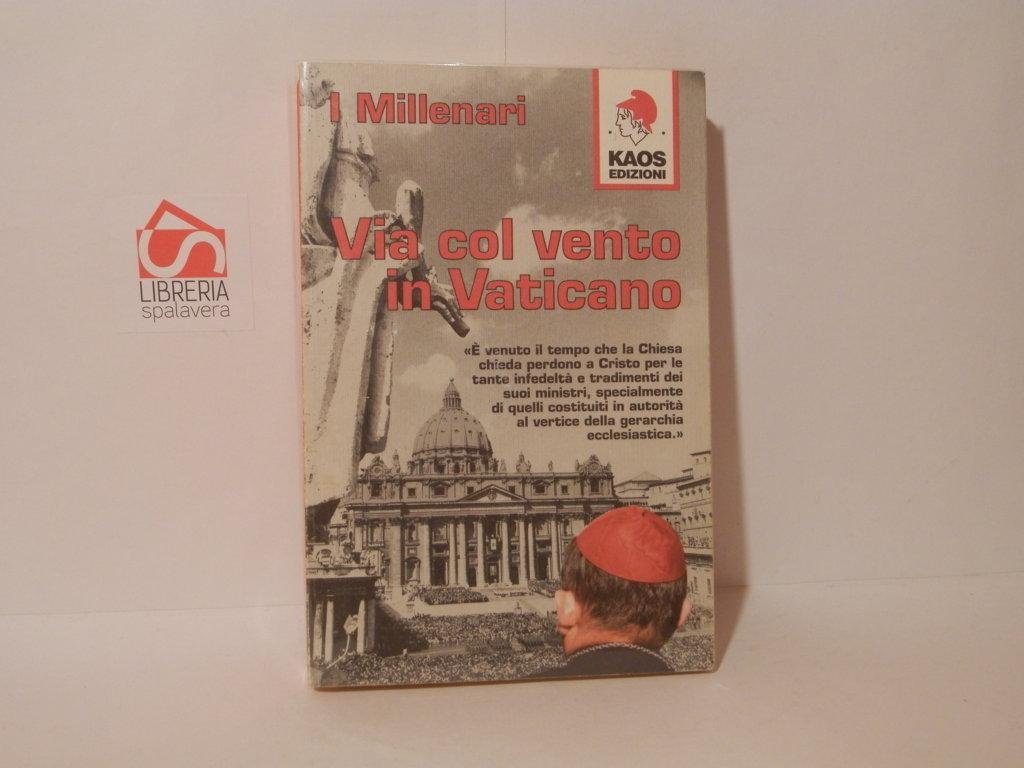 I Millenari
KAOS
EDIZIONI
Via col vento
in Vaticano
«È venuto il tempo che la Chiesa
chieda perdono a Cristo per le
tante infedeltà e tradimenti dei
suoi ministri, specialmente
di quelli costituiti in autorità
al vertice della gerarchia
ecclesiastica.»
LIBRERIA
spalavera